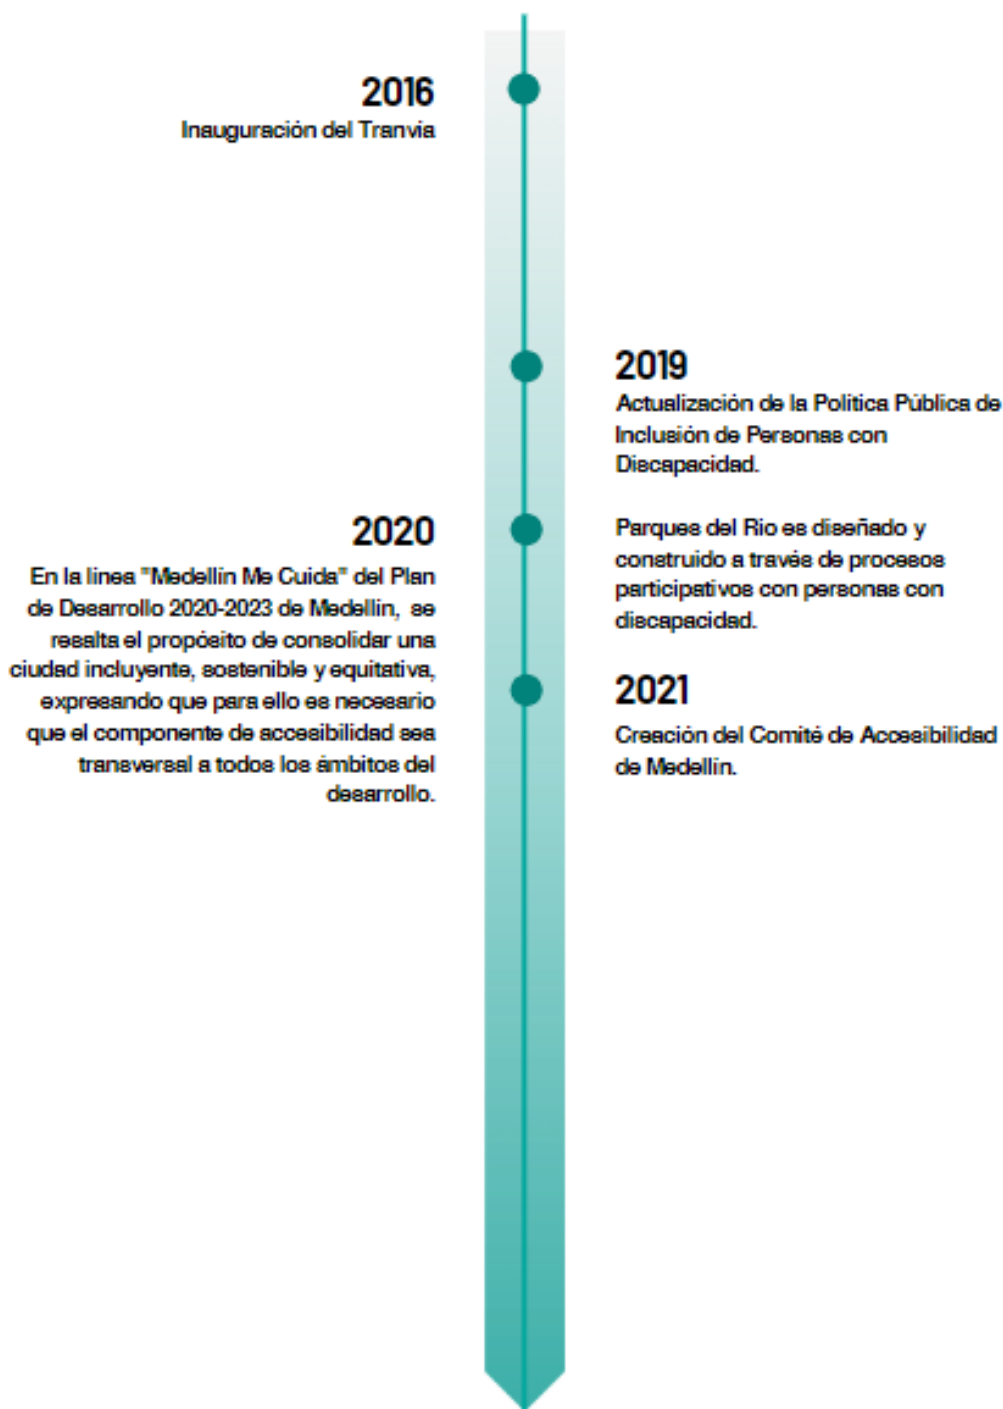 2016
Inauguración del Tranvía
2019
Actualización de la Política Pública de
Inclusión de Personas con
Discapacidad.
Parques del Río es diseñado y
construido a través de procesos
participativos con personas con
discapacidad.
2020
En la línea "Medellín Me Cuida" del Plan
de Desarrollo 2020-2023 de Medellín, se
resalta el propósito de consolidar una
ciudad incluyente, sostenible y equitativa,
expresando que para ello es necesario
que el componente de accesibilidad sea
transversal a todos los ámbitos del
desarrollo.
2021
Creación del Comité de Accesibilidad
de Medellín.